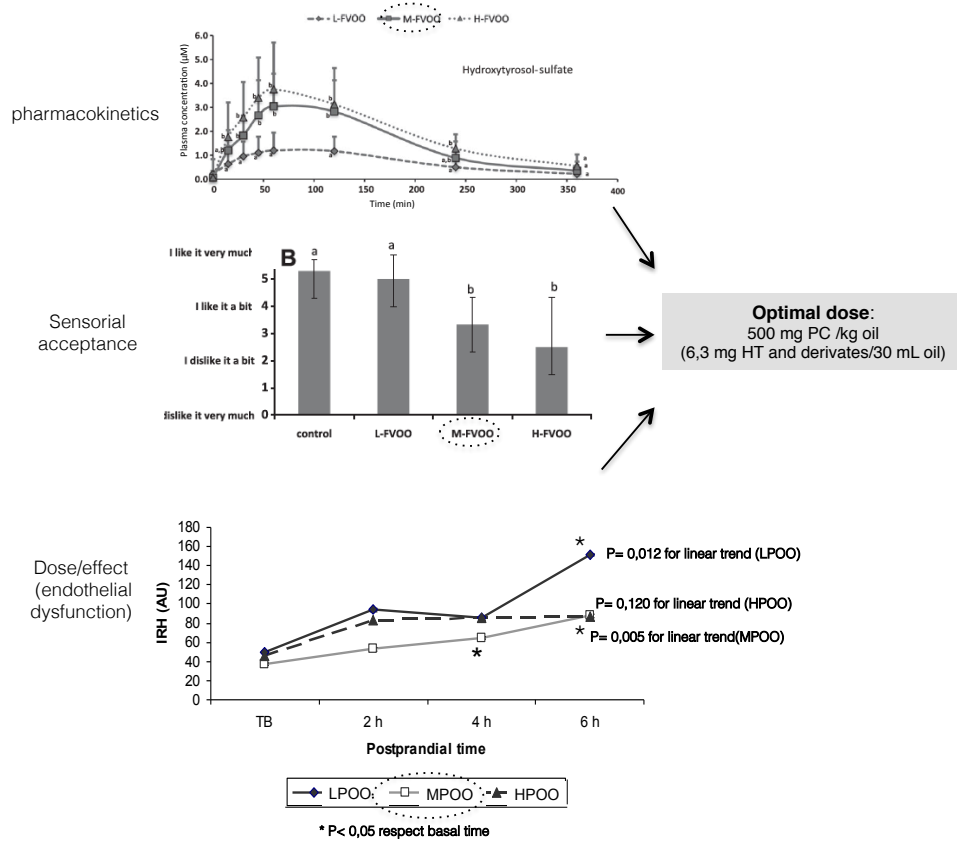 L-FVOO M-FVOO H-FVOO
6.0
5.0
4.0
3.0
2.0
1.0
0.0
Plasma concentration (µM)
Hydroxytyrosol-sulfate
pharmacokinetics
0 50 100 150 200 250 300 350 400
Time (min)
I like it very much
I like it a bit
I dislike it a bit
dislike it very much
B
a a b b
5
4
3
2
1
0
control L-FVOO M-FVOO H-FVOO
Sensorial
acceptance
Optimal dose:
500 mg PC /kg oil
(6,3 mg HT and derivates/30 mL oil)
Dose/effect
(endothelial
dysfunction)
IRH (AU)
180
160
140
120
100
80
60
40
20
0
*
P= 0,012 for linear trend (LPOO)
P= 0,120 for linear trend (HPOO)
*
P= 0,005 for linear trend(MPOO)
*
TB 2 h 4 h 6 h
Postprandial time
LPOO MPOO HPOO
* P< 0,05 respect basal time